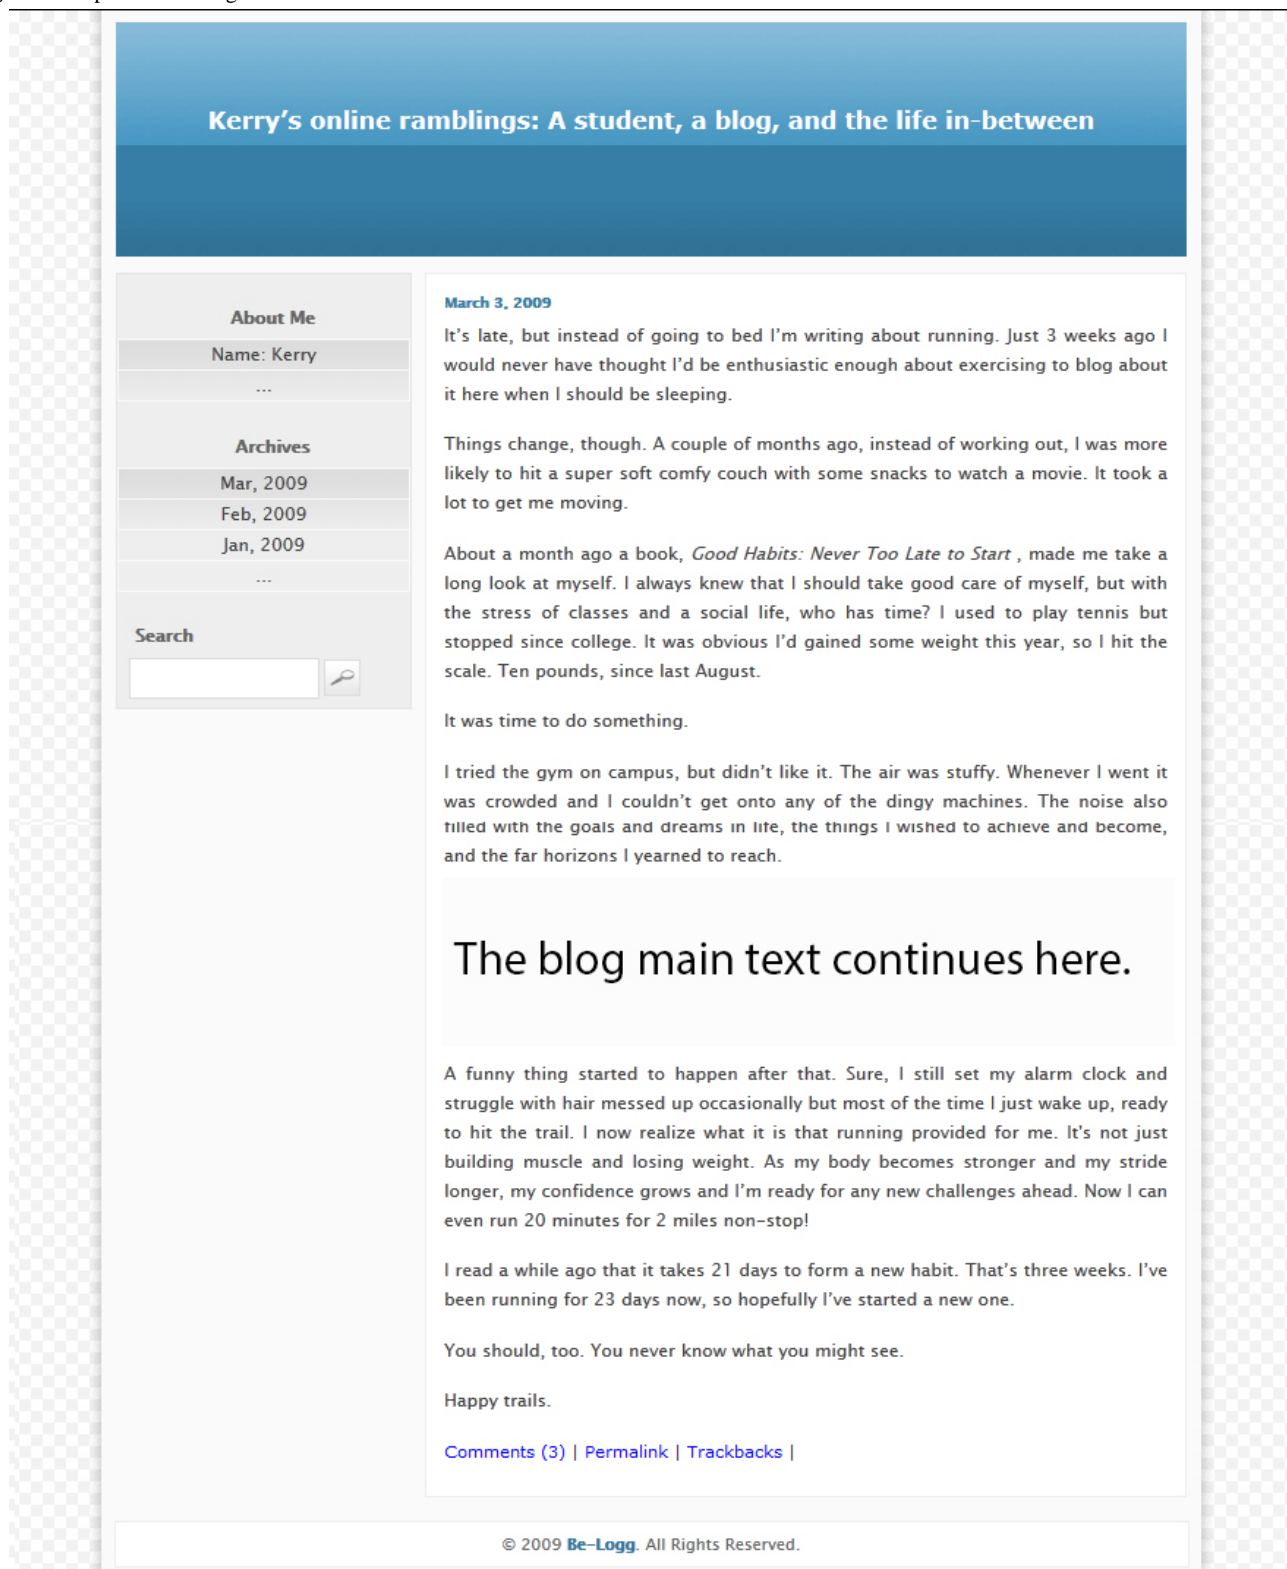 Kerry's online ramblings: A student, a blog, and the life in-between
About Me
Name: Kerry
...
Archives
Mar, 2009
Feb, 2009
Jan, 2009
...
Search
March 3, 2009
It's late, but instead of going to bed I'm writing about running. Just 3 weeks ago I
would never have thought I'd be enthusiastic enough about exercising to blog about
it here when I should be sleeping.
Things change, though. A couple of months ago, instead of working out, I was more
likely to hit a super soft comfy couch with some snacks to watch a movie. It took a
lot to get me moving.
About a month ago a book, Good Habits: Never Too Late to Start , made me take a
long look at myself. I always knew that I should take good care of myself, but with
the stress of classes and a social life, who has time? I used to play tennis but
stopped since college. It was obvious I'd gained some weight this year, so I hit the
scale. Ten pounds, since last August.
It was time to do something.
I tried the gym on campus, but didn't like it. The air was stuffy. Whenever I went it
was crowded and I couldn't get onto any of the dingy machines. The noise also
filled with the goals and dreams in life, the things I wished to achieve and become,
and the far horizons I yearned to reach.
The blog main text continues here.
A funny thing started to happen after that. Sure, I still set my alarm clock and
struggle with hair messed up occasionally but most of the time I just wake up, ready
to hit the trail. I now realize what it is that running provided for me. It's not just
building muscle and losing weight. As my body becomes stronger and my stride
longer, my confidence grows and I'm ready for any new challenges ahead. Now I can
even run 20 minutes for 2 miles non-stop!
I read a while ago that it takes 21 days to form a new habit. That's three weeks. I've
been running for 23 days now, so hopefully I've started a new one.
You should, too. You never know what you might see.
Happy trails.
Comments (3) | Permalink | Trackbacks |
© 2009 Be-Logg. All Rights Reserved.